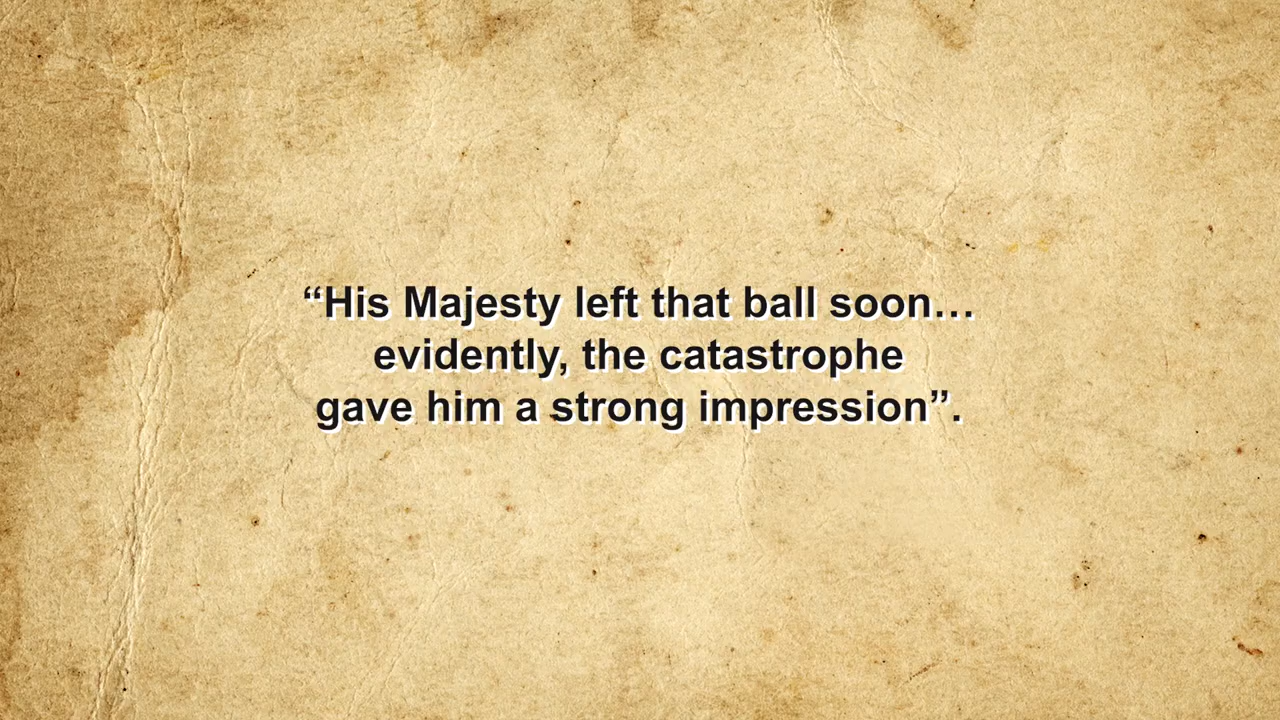 “His Majesty left that ball soon…
evidently, the catastrophe
gave him a strong impression”.